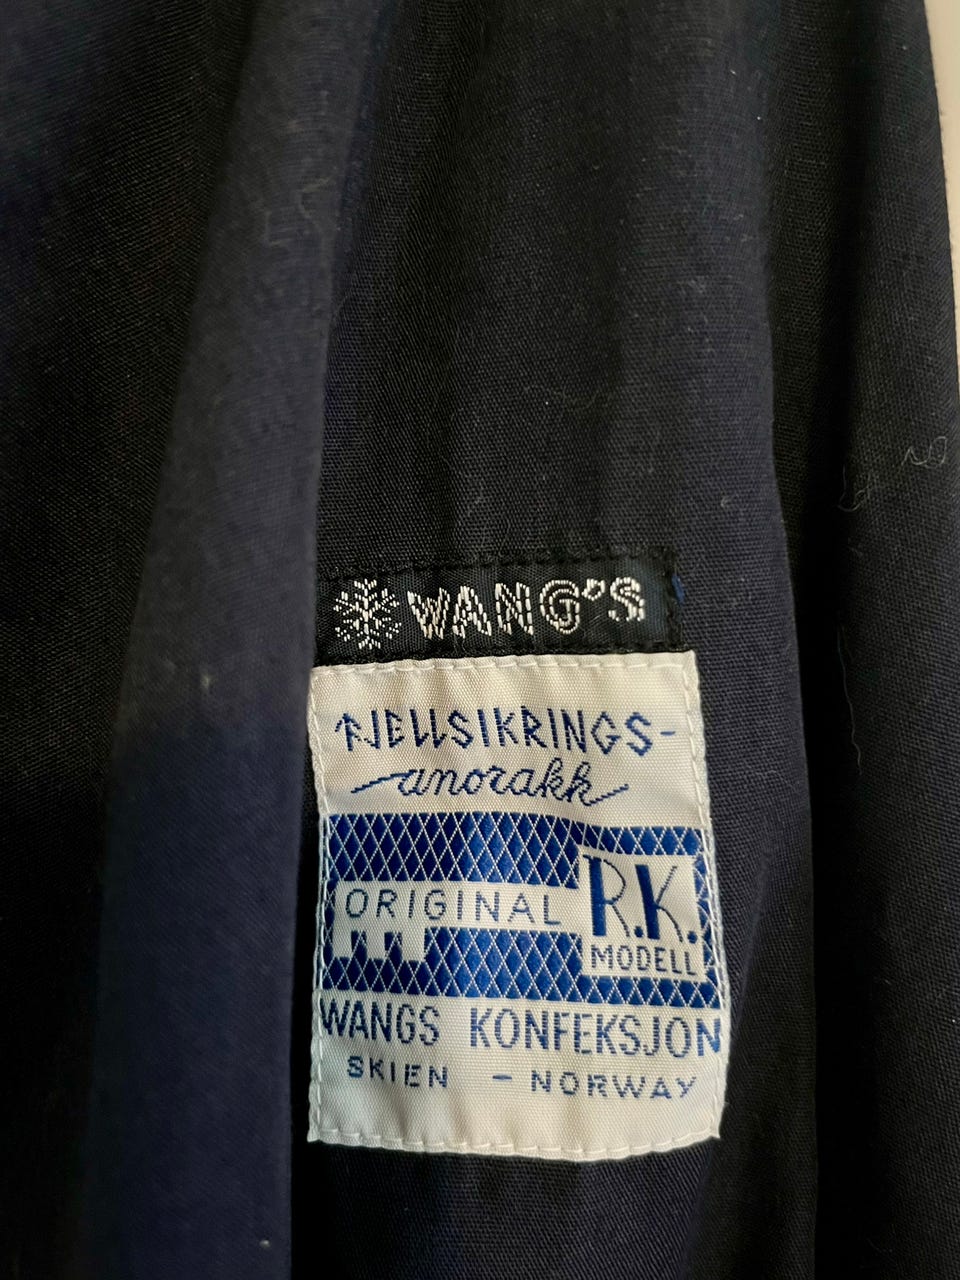 WANG'S
FJELLSIKRINGS-
anorakk
ORIGINAL
R.K.
MODELL
WANGS KONFEKSJON
SKIEN - NORWAY